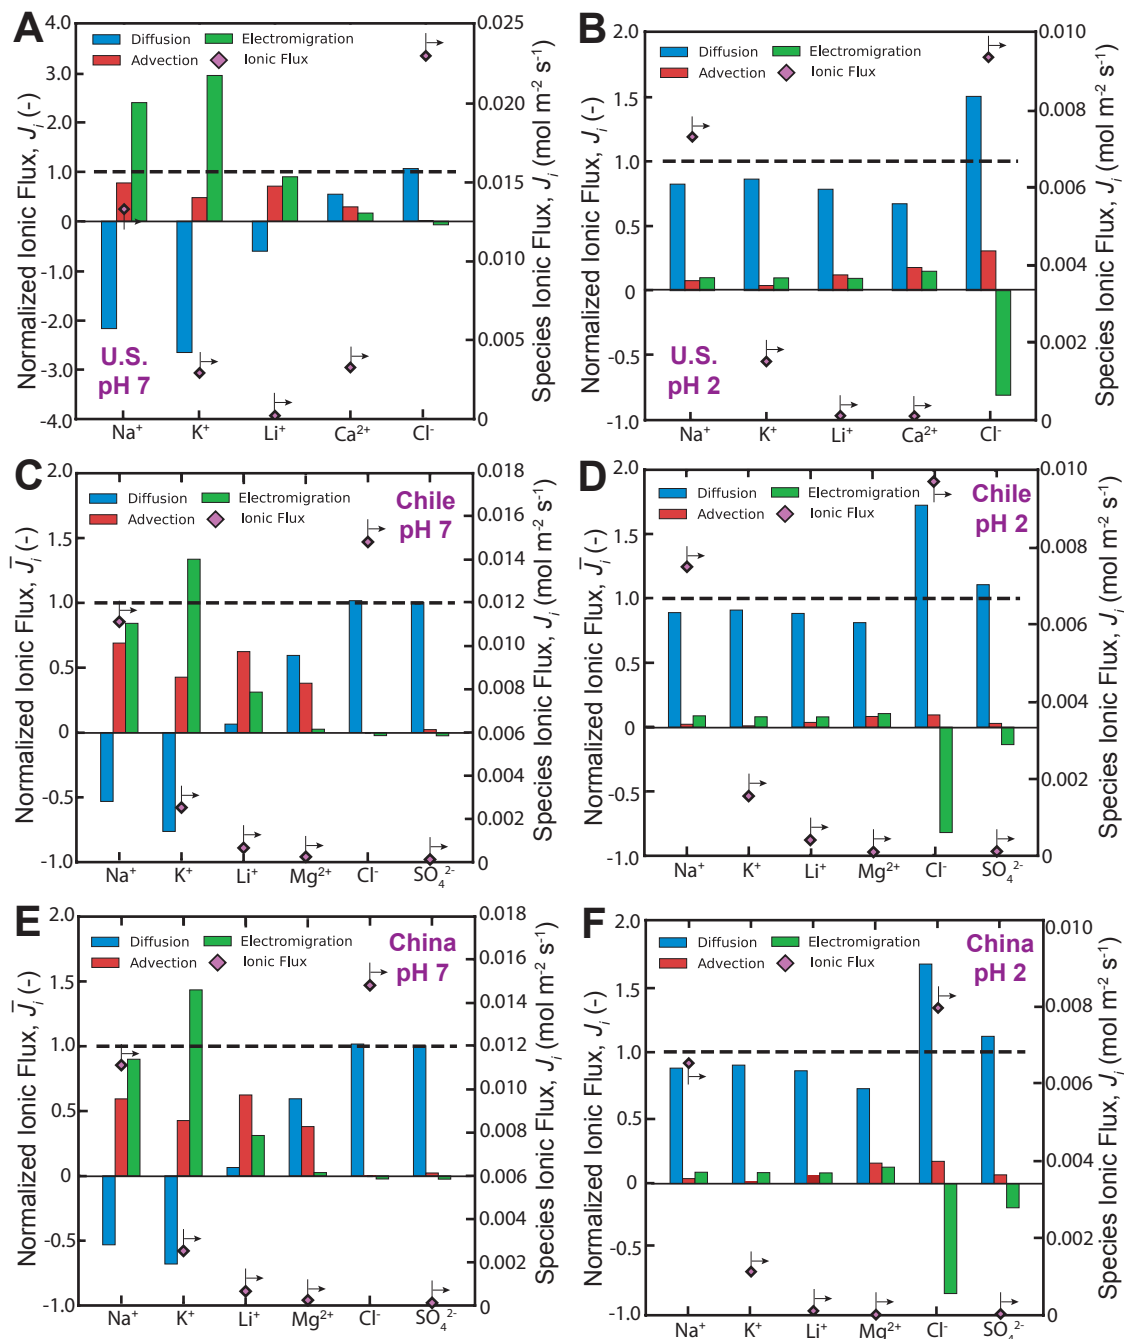 A
Diffusion
Electromigration
Advection
Ionic Flux
U.S.
pH 7
Normalized Ionic Flux, J_i (-)
4.0
3.0
2.0
1.0
0
-1.0
-2.0
-3.0
-4.0
Na⁺ K⁺ Li⁺ Ca²⁺ Cl⁻
0.025
0.020
0.015
0.010
0.005
0
Species Ionic Flux, J_i (mol m⁻² s⁻¹)
B
Diffusion
Electromigration
Advection
Ionic Flux
U.S.
pH 2
Normalized Ionic Flux, J_i (-)
2.0
1.5
1.0
0.5
0
-0.5
-1.0
Na⁺ K⁺ Li⁺ Ca²⁺ Cl⁻
0.010
0.008
0.006
0.004
0.002
0
Species Ionic Flux, J_i (mol m⁻² s⁻¹)
C
Diffusion
Electromigration
Advection
Ionic Flux
Chile
pH 7
Normalized Ionic Flux, J̅_i (-)
2.0
1.5
1.0
0.5
0
-0.5
-1.0
Na⁺ K⁺ Li⁺ Mg²⁺ Cl⁻ SO₄²⁻
0.018
0.016
0.014
0.012
0.010
0.008
0.006
0.004
0.002
0
Species Ionic Flux, J_i (mol m⁻² s⁻¹)
D
Diffusion
Electromigration
Advection
Ionic Flux
Chile
pH 2
Normalized Ionic Flux, J̅_i (-)
2.0
1.5
1.0
0.5
0
-0.5
-1.0
Na⁺ K⁺ Li⁺ Mg²⁺ Cl⁻ SO₄²⁻
0.010
0.008
0.006
0.004
0.002
0
Species Ionic Flux, J_i (mol m⁻² s⁻¹)
E
Diffusion
Electromigration
Advection
Ionic Flux
China
pH 7
Normalized Ionic Flux, J̅_i (-)
2.0
1.5
1.0
0.5
0
-0.5
-1.0
Na⁺ K⁺ Li⁺ Mg²⁺ Cl⁻ SO₄²⁻
0.018
0.016
0.014
0.012
0.010
0.008
0.006
0.004
0.002
0
Species Ionic Flux, J_i (mol m⁻² s⁻¹)
F
Diffusion
Electromigration
Advection
Ionic Flux
China
pH 2
Normalized Ionic Flux, J_i (-)
2.0
1.5
1.0
0.5
0
-0.5
-1.0
Na⁺ K⁺ Li⁺ Mg²⁺ Cl⁻ SO₄²⁻
0.010
0.008
0.006
0.004
0.002
0
Species Ionic Flux, J_i (mol m⁻² s⁻¹)